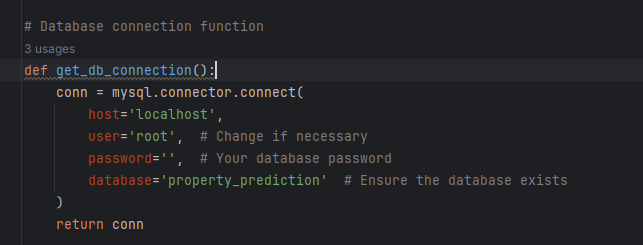 # Database connection function
3 usages
def get_db_connection():
    conn = mysql.connector.connect(
        host='localhost',
        user='root',  # Change if necessary
        password='',  # Your database password
        database='property_prediction'  # Ensure the database exists
    )
    return conn